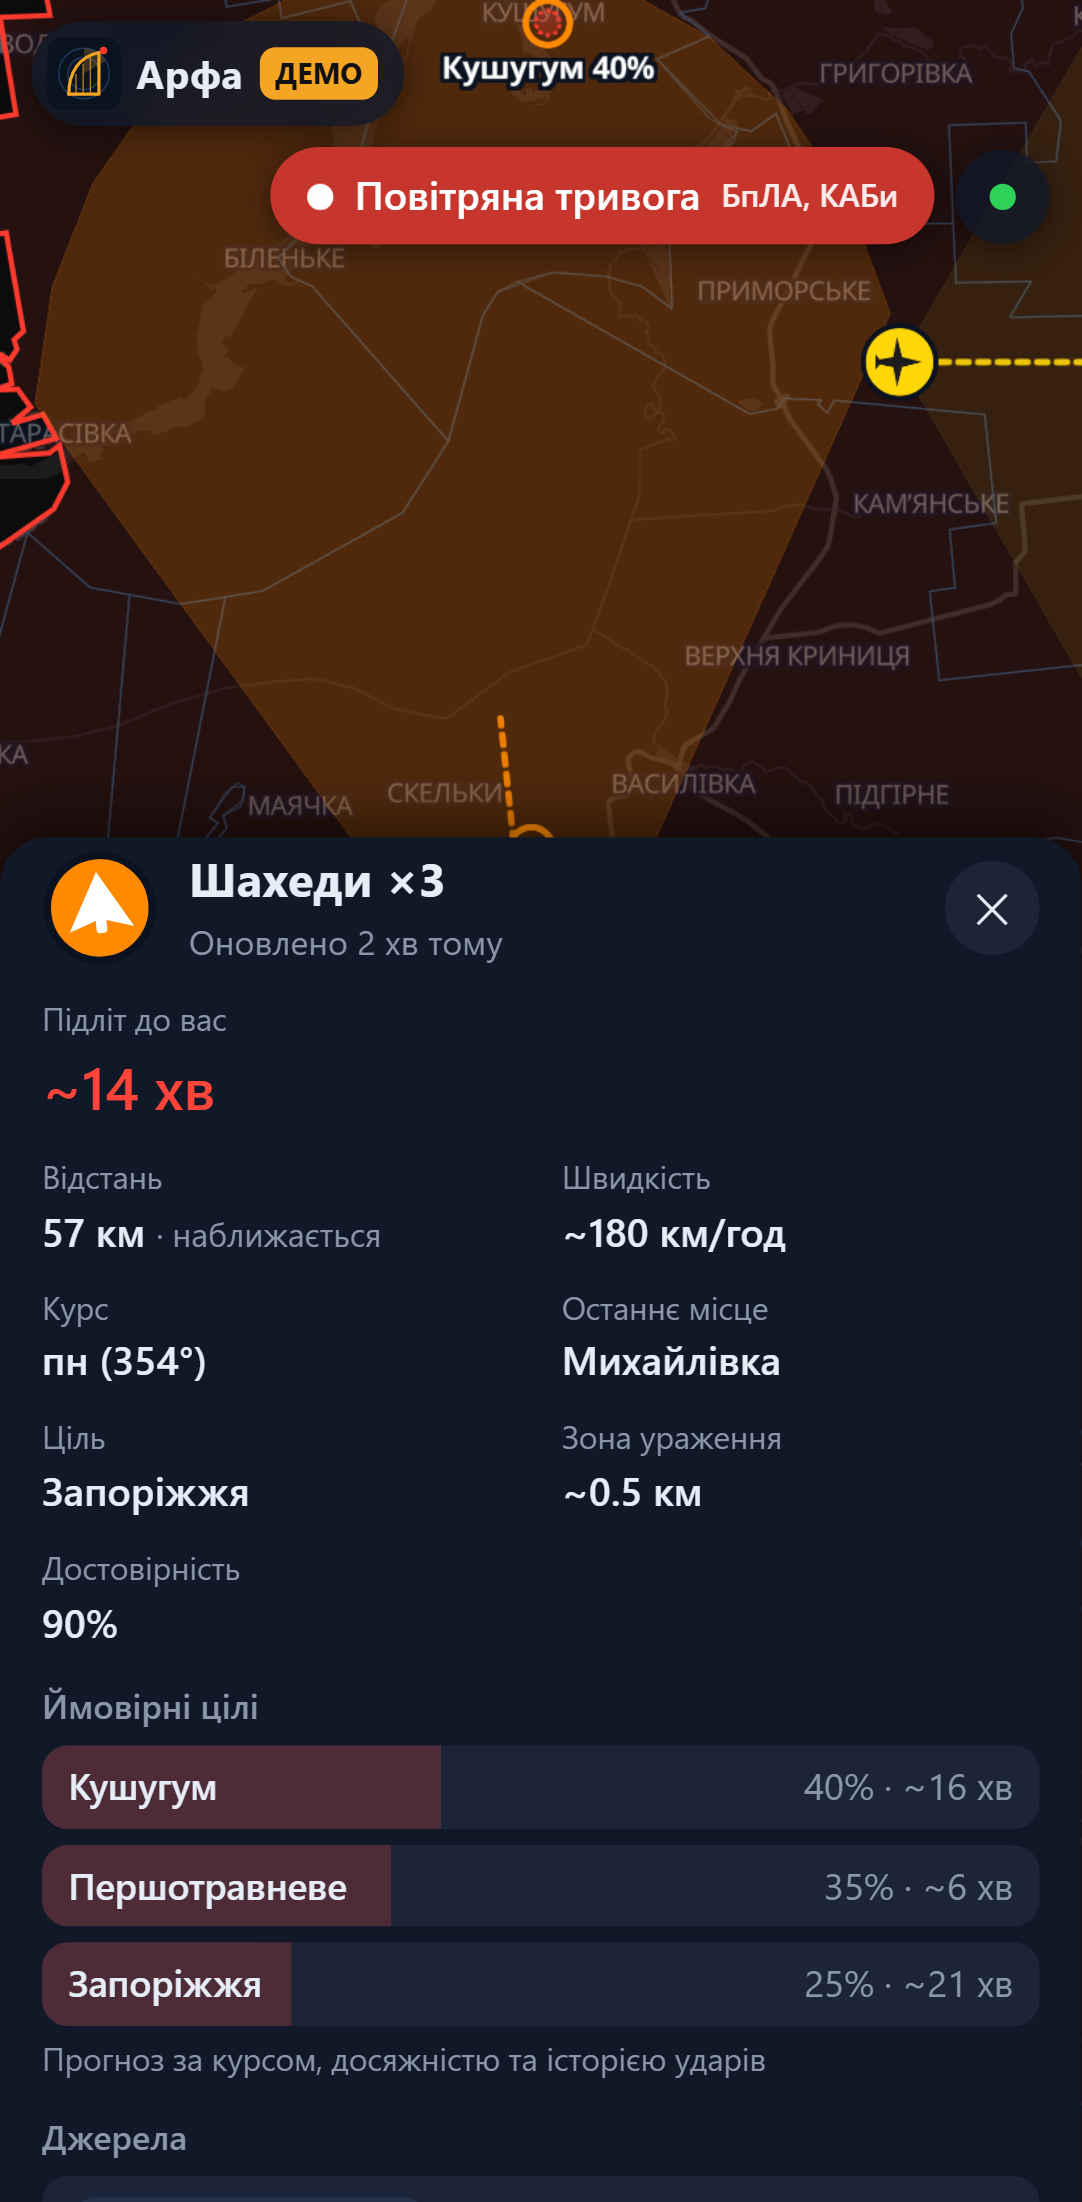 КУШУГУМ
Кушугум 40%
ГРИГОРІВКА
Арфа ДЕМО
Повітряна тривога БпЛА, КАБи
БІЛЕНЬКЕ
ПРИМОРСЬКЕ
ТАРАСІВКА
КАМ'ЯНСЬКЕ
ВЕРХНЯ КРИНИЦЯ
КА
МАЯЧКА
СКЕЛЬКИ
ВАСИЛІВКА
ПІДГІРНЕ
Шахеди ×3
Оновлено 2 хв тому
Підліт до вас
~14 хв
Відстань
57 км · наближається
Швидкість
~180 км/год
Курс
пн (354°)
Останнє місце
Михайлівка
Ціль
Запоріжжя
Зона ураження
~0.5 км
Достовірність
90%
Ймовірні цілі
Кушугум 40% · ~16 хв
Першотравневе 35% · ~6 хв
Запоріжжя 25% · ~21 хв
Прогноз за курсом, досяжністю та історією ударів
Джерела